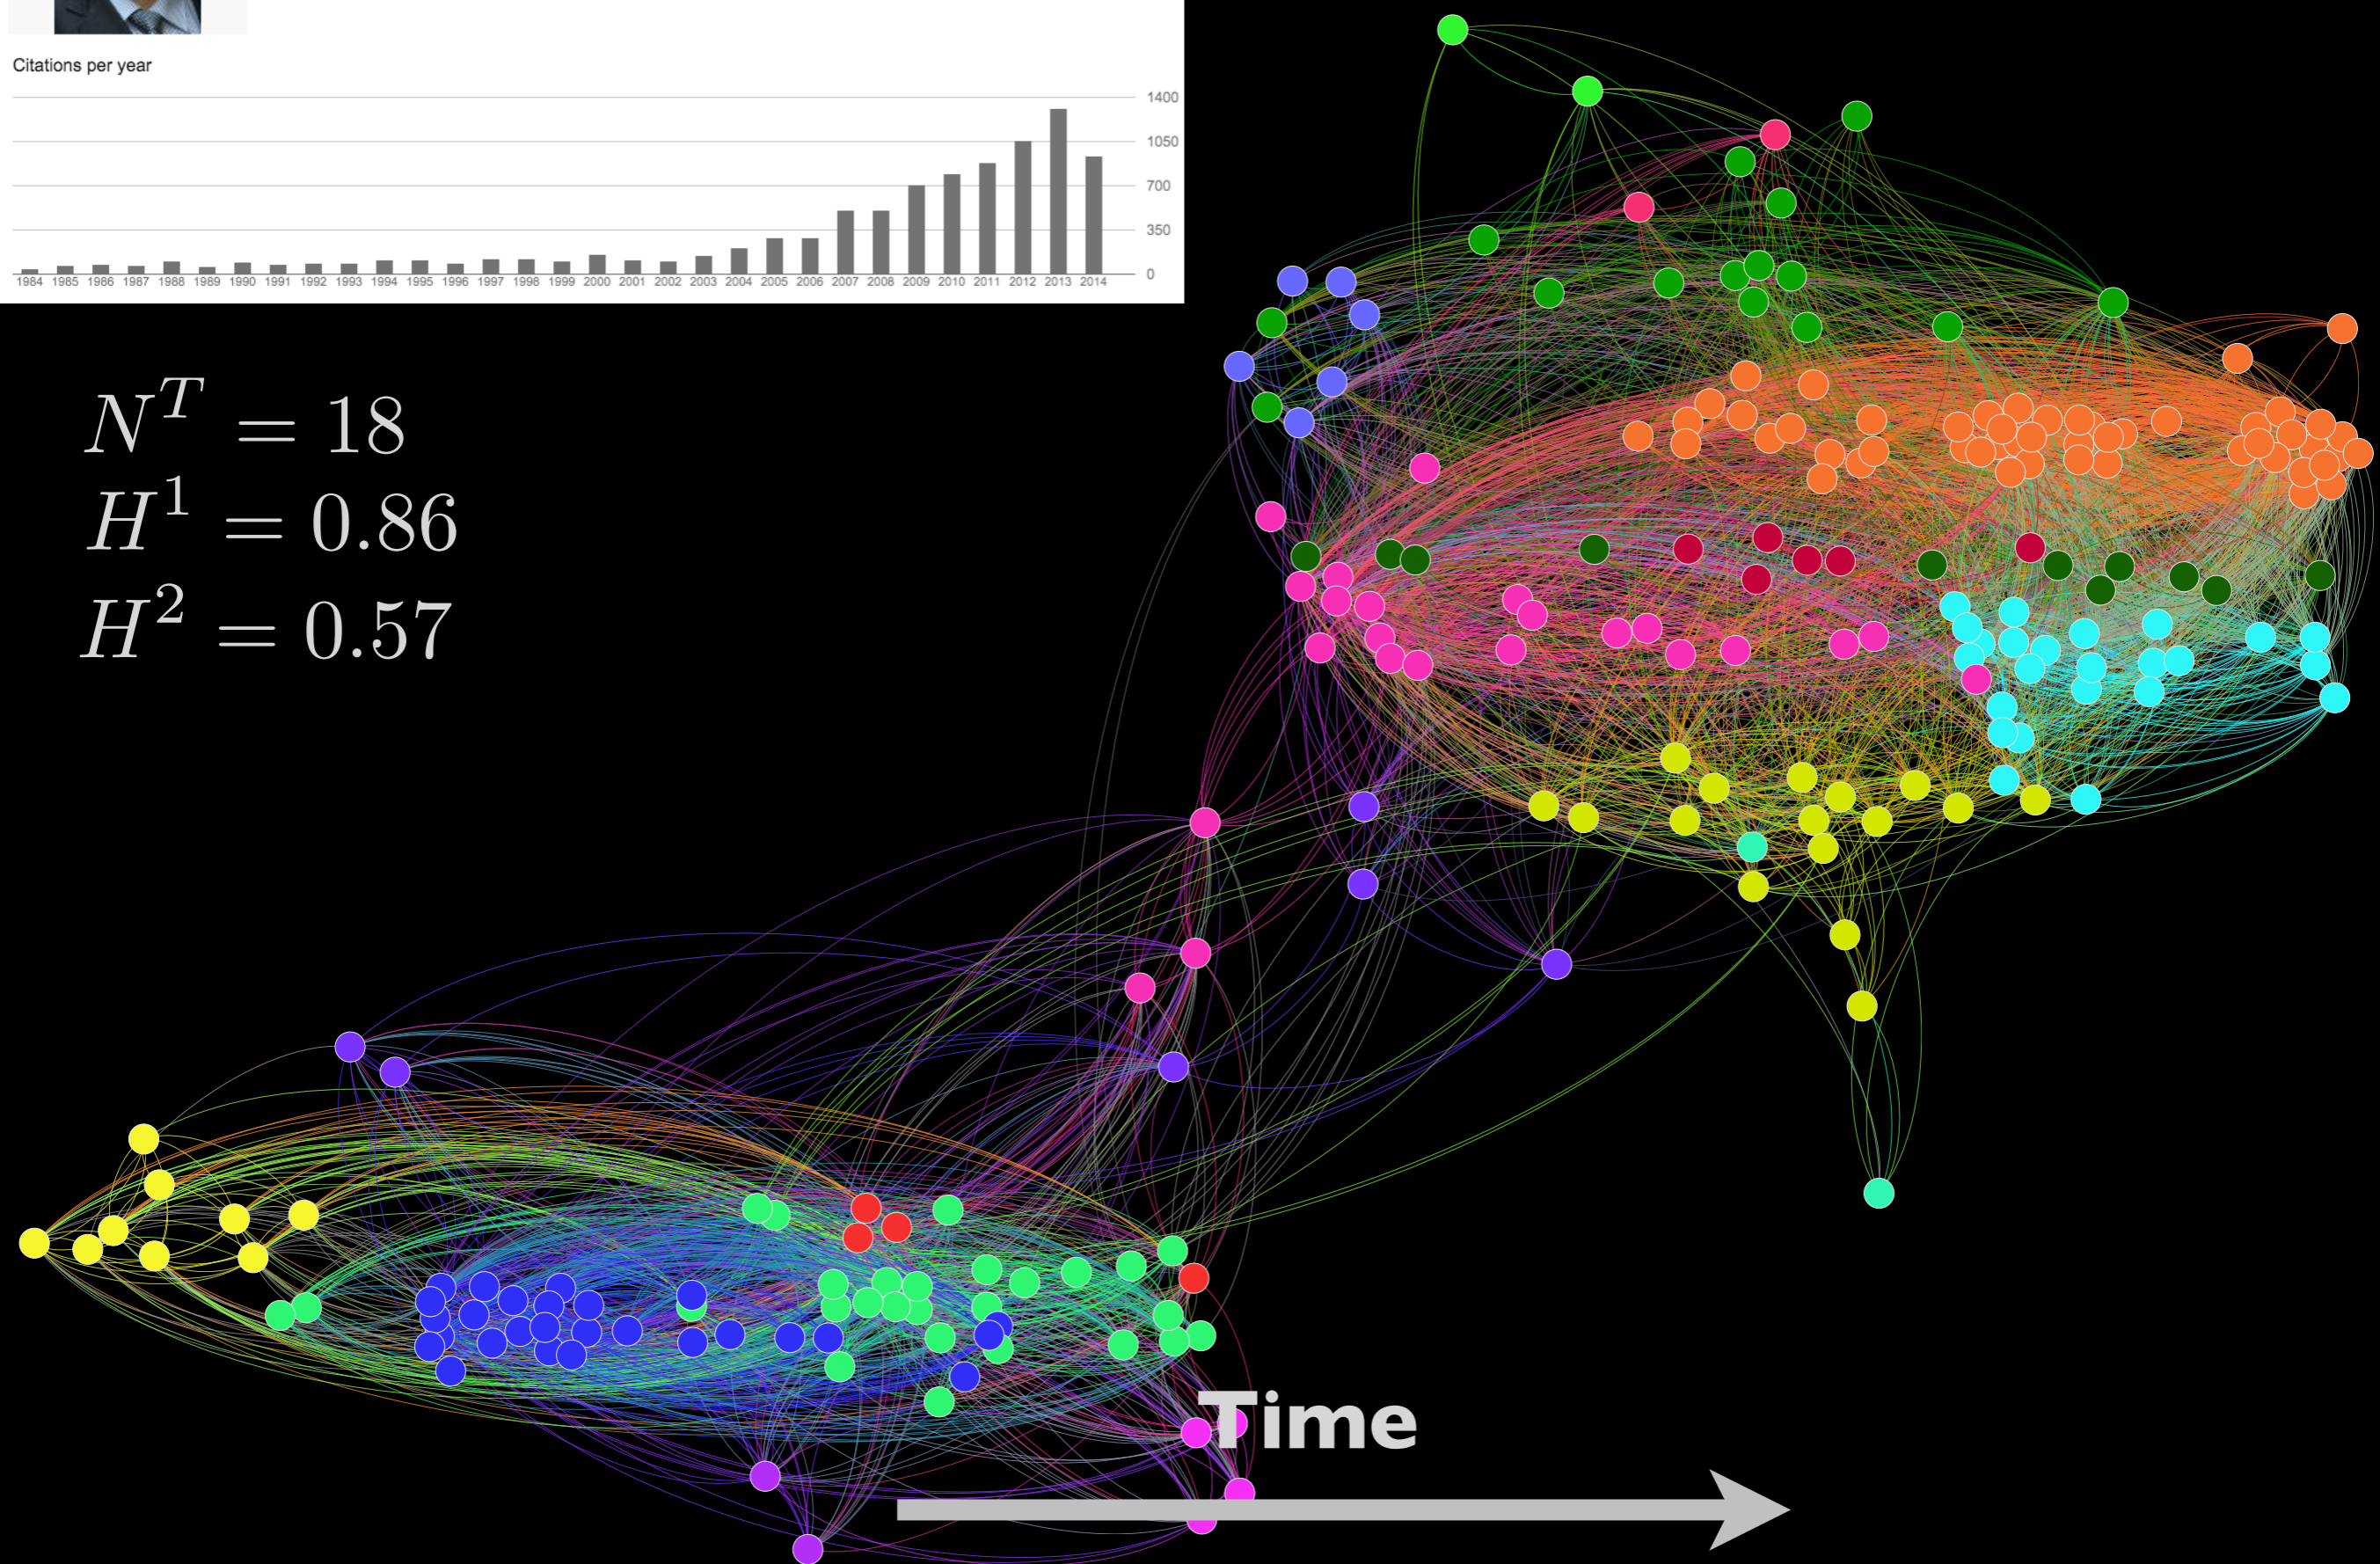 Citations per year
1400
1050
700
350
0
1984 1985 1986 1987 1988 1989 1990 1991 1992 1993 1994 1995 1996 1997 1998 1999 2000 2001 2002 2003 2004 2005 2006 2007 2008 2009 2010 2011 2012 2013 2014
N^T = 18
H^1 = 0.86
H^2 = 0.57
Time